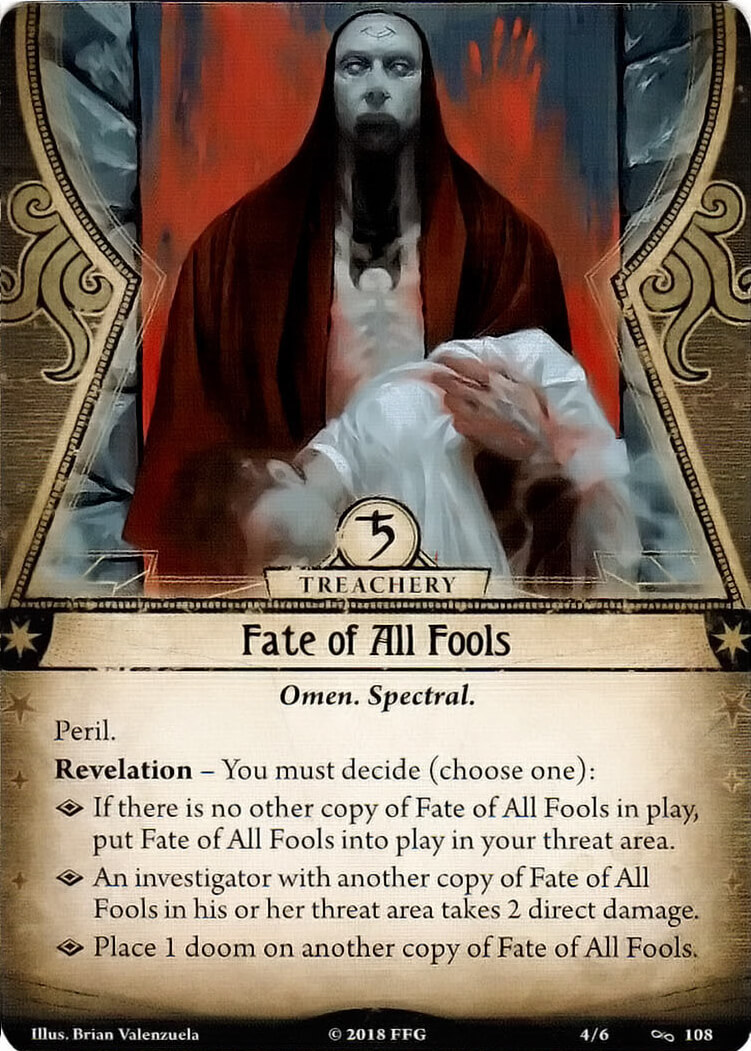 TREACHERY
Fate of All Fools
Omen. Spectral.
Peril.
Revelation – You must decide (choose one):
If there is no other copy of Fate of All Fools in play,
put Fate of All Fools into play in your threat area.
An investigator with another copy of Fate of All
Fools in his or her threat area takes 2 direct damage.
Place 1 doom on another copy of Fate of All Fools.
Illus. Brian Valenzuela © 2018 FFG 4/6 108